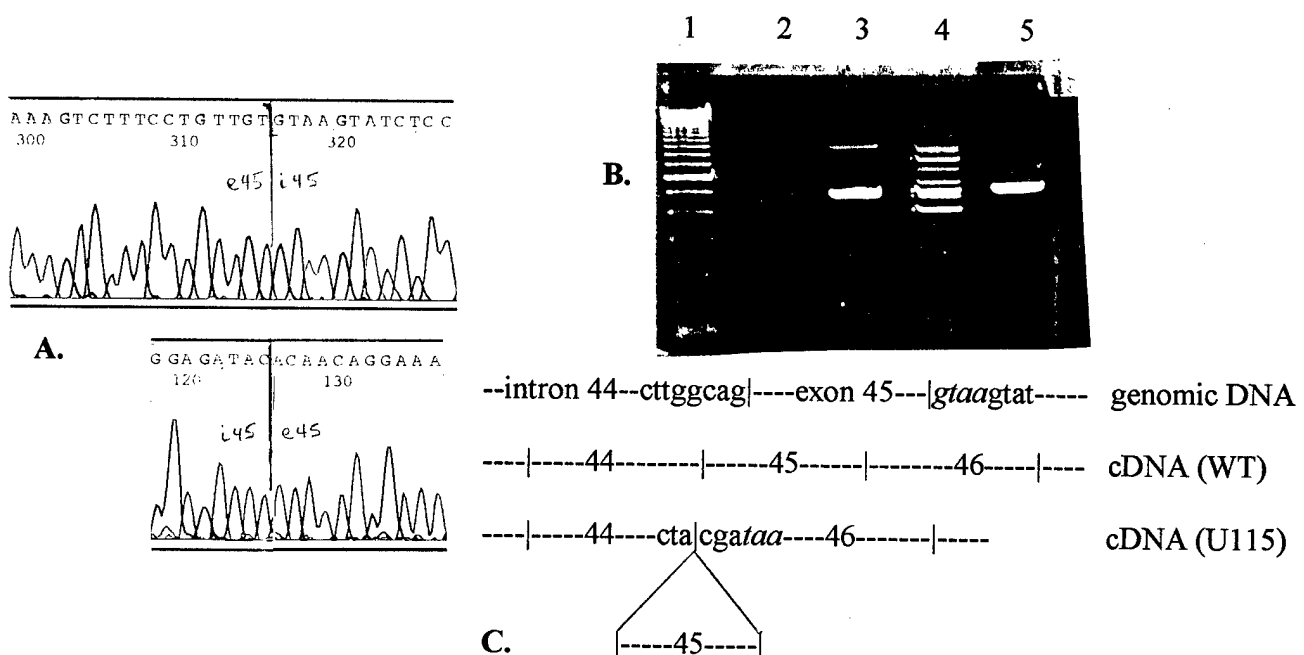 1 2 3 4 5
AAAGTCTTTCCTGTTGTGTAAGTATCTCC
300 310 320
e45 i45
B.
A.
GGAGATACACAACAGGAAA
120 130
i45 e45
--intron 44--cttggcag|----exon 45---|gtaagtat----- genomic DNA
----|-----44-------|------45-----|-------46-----|---- cDNA (WT)
----|-----44----cta|cgataa----46-------|----- cDNA (U115)
C. |-----45-----|